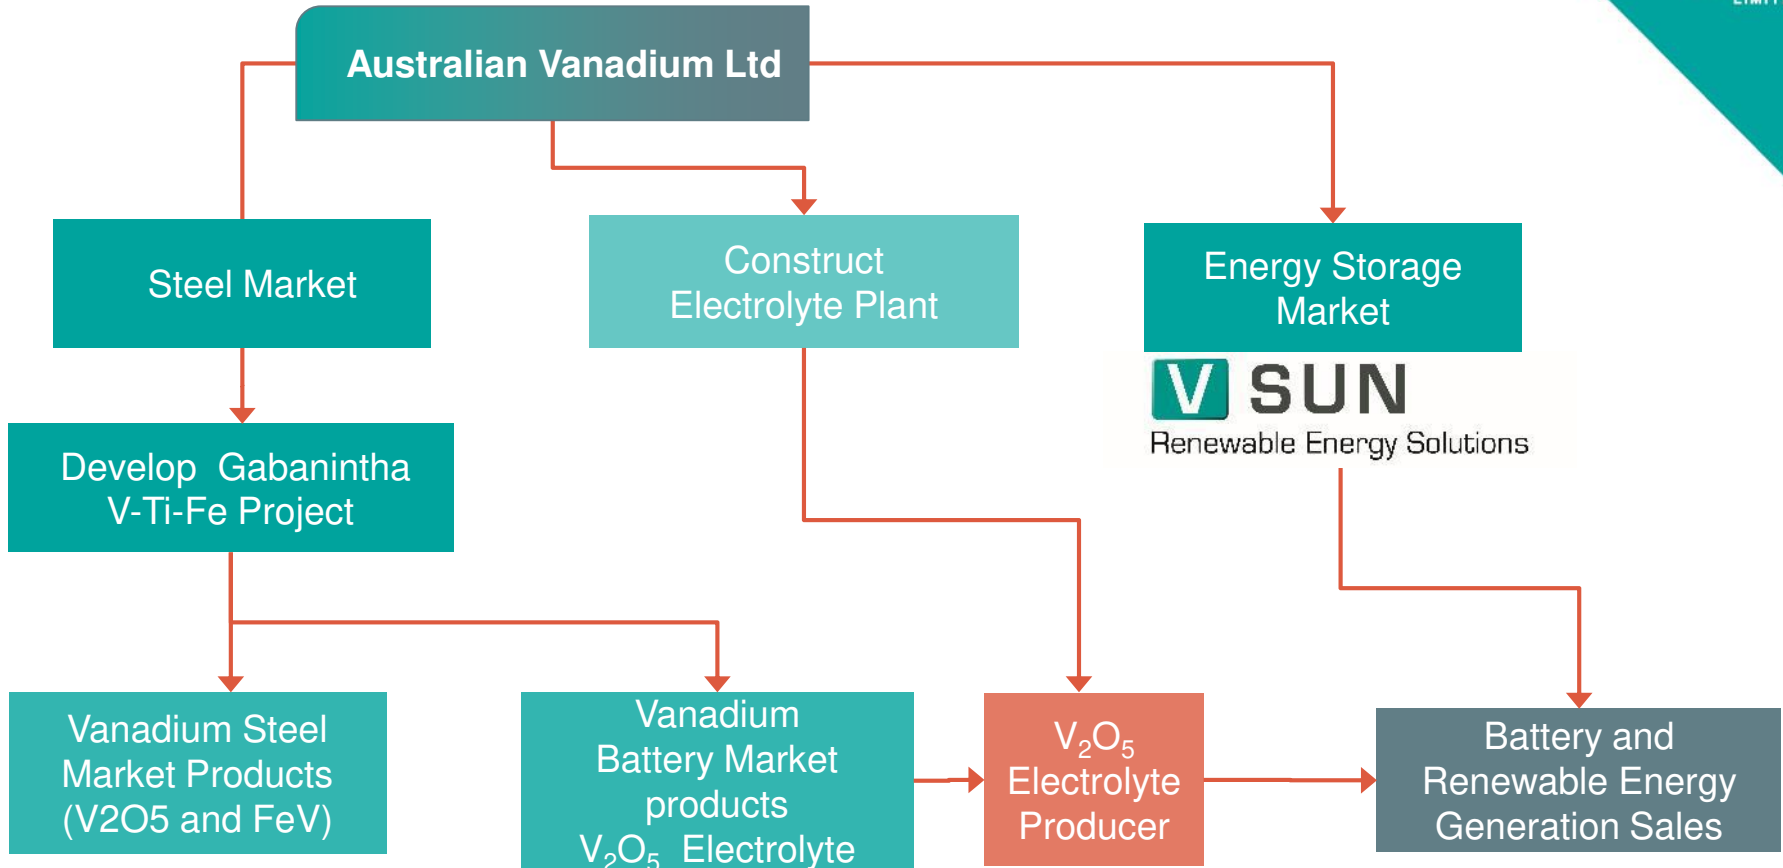 Australian Vanadium Ltd
Steel Market
Construct
Electrolyte Plant
Energy Storage
Market
V SUN
Renewable Energy Solutions
Develop Gabanintha
V-Ti-Fe Project
Vanadium Steel
Market Products
(V2O5 and FeV)
Vanadium
Battery Market
products
V₂O₅ Electrolyte
V₂O₅
Electrolyte
Producer
Battery and
Renewable Energy
Generation Sales